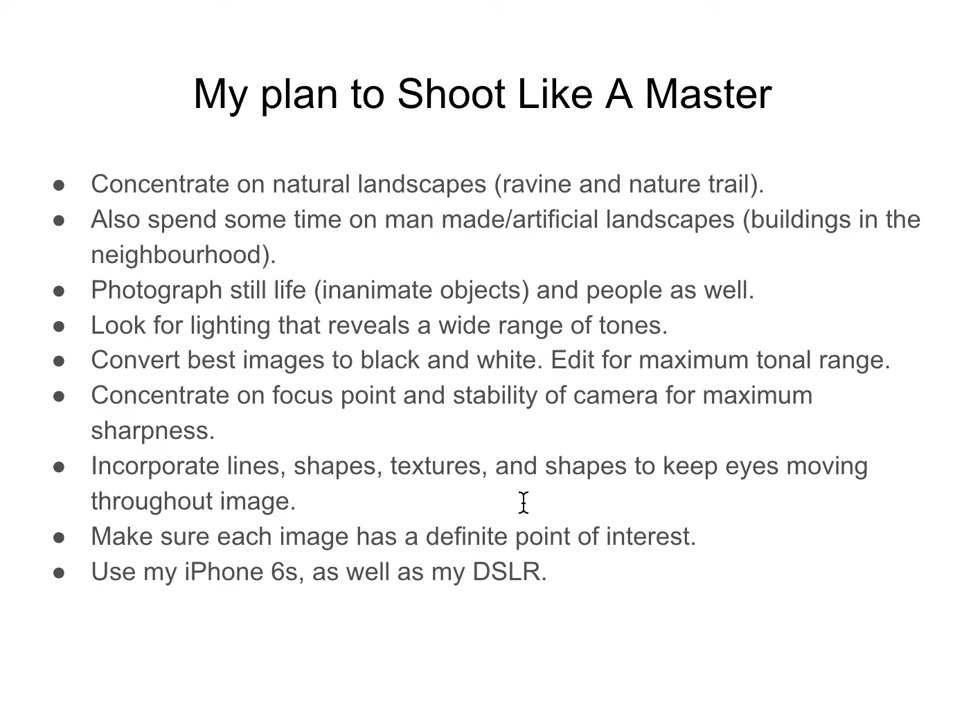 My plan to Shoot Like A Master
● Concentrate on natural landscapes (ravine and nature trail).
● Also spend some time on man made/artificial landscapes (buildings in the
neighbourhood).
● Photograph still life (inanimate objects) and people as well.
● Look for lighting that reveals a wide range of tones.
● Convert best images to black and white. Edit for maximum tonal range.
● Concentrate on focus point and stability of camera for maximum
sharpness.
● Incorporate lines, shapes, textures, and shapes to keep eyes moving
throughout image.
● Make sure each image has a definite point of interest.
● Use my iPhone 6s, as well as my DSLR.